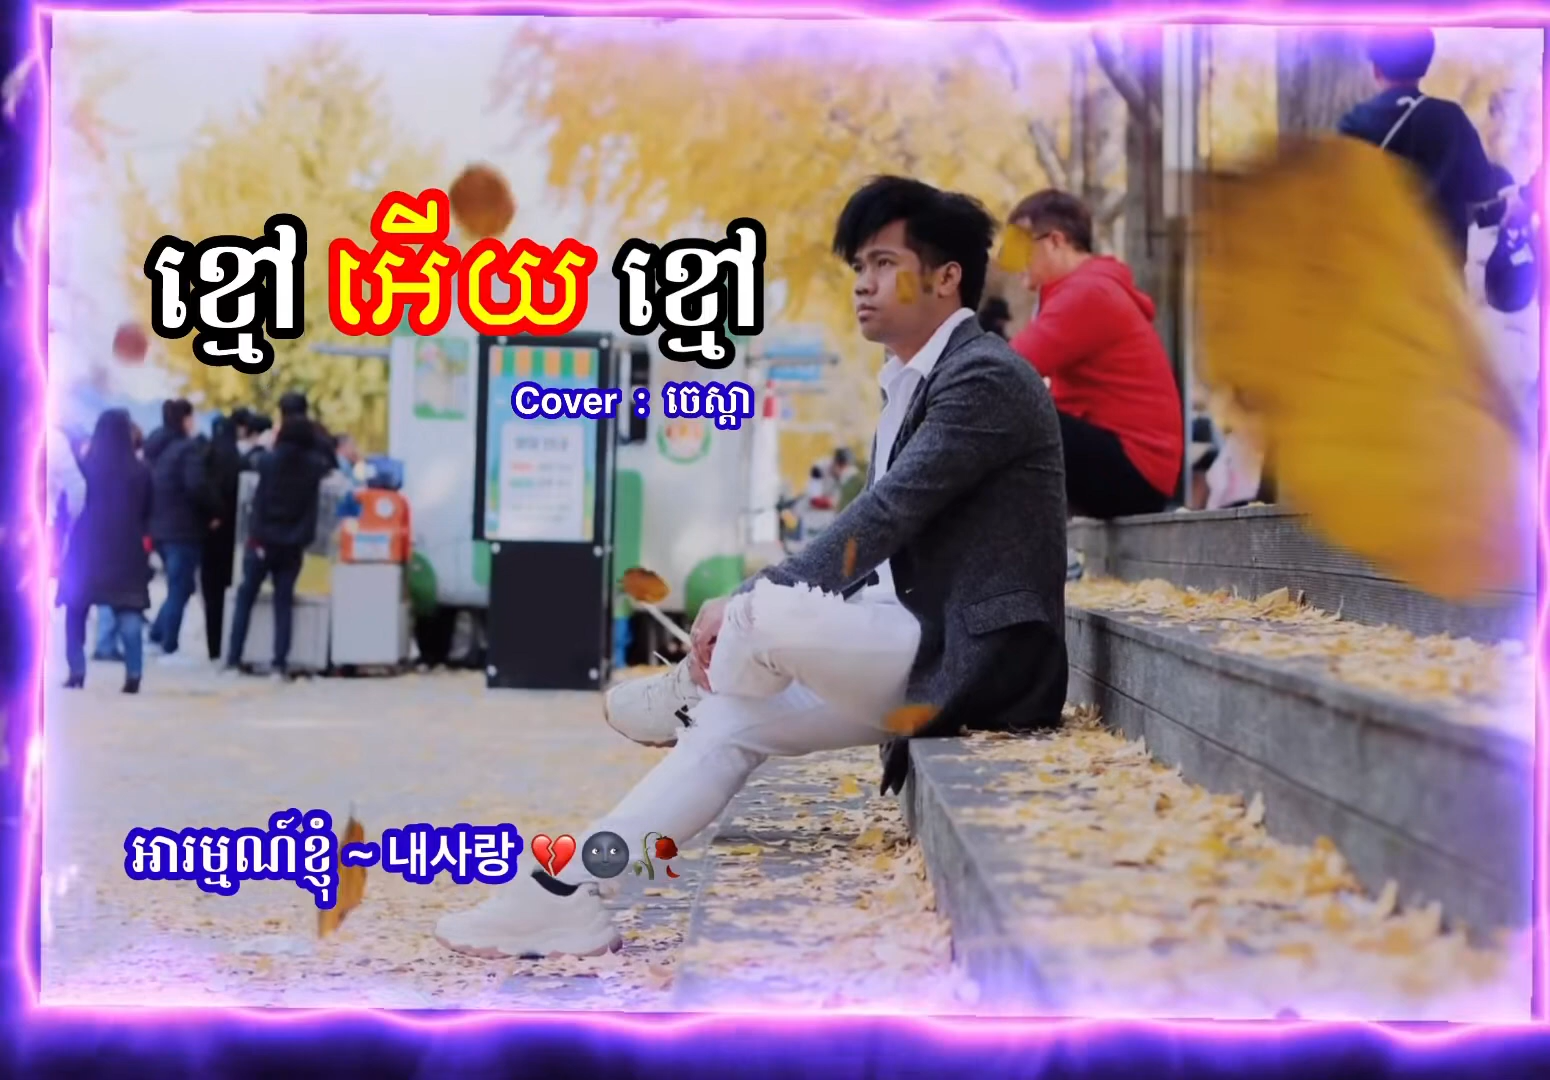 ខ្មៅ អើយ ខ្មៅ
Cover : ចេស្តា
អារម្មណ៍ខ្ញុំ ~ 내사랑 💔🌚🥀